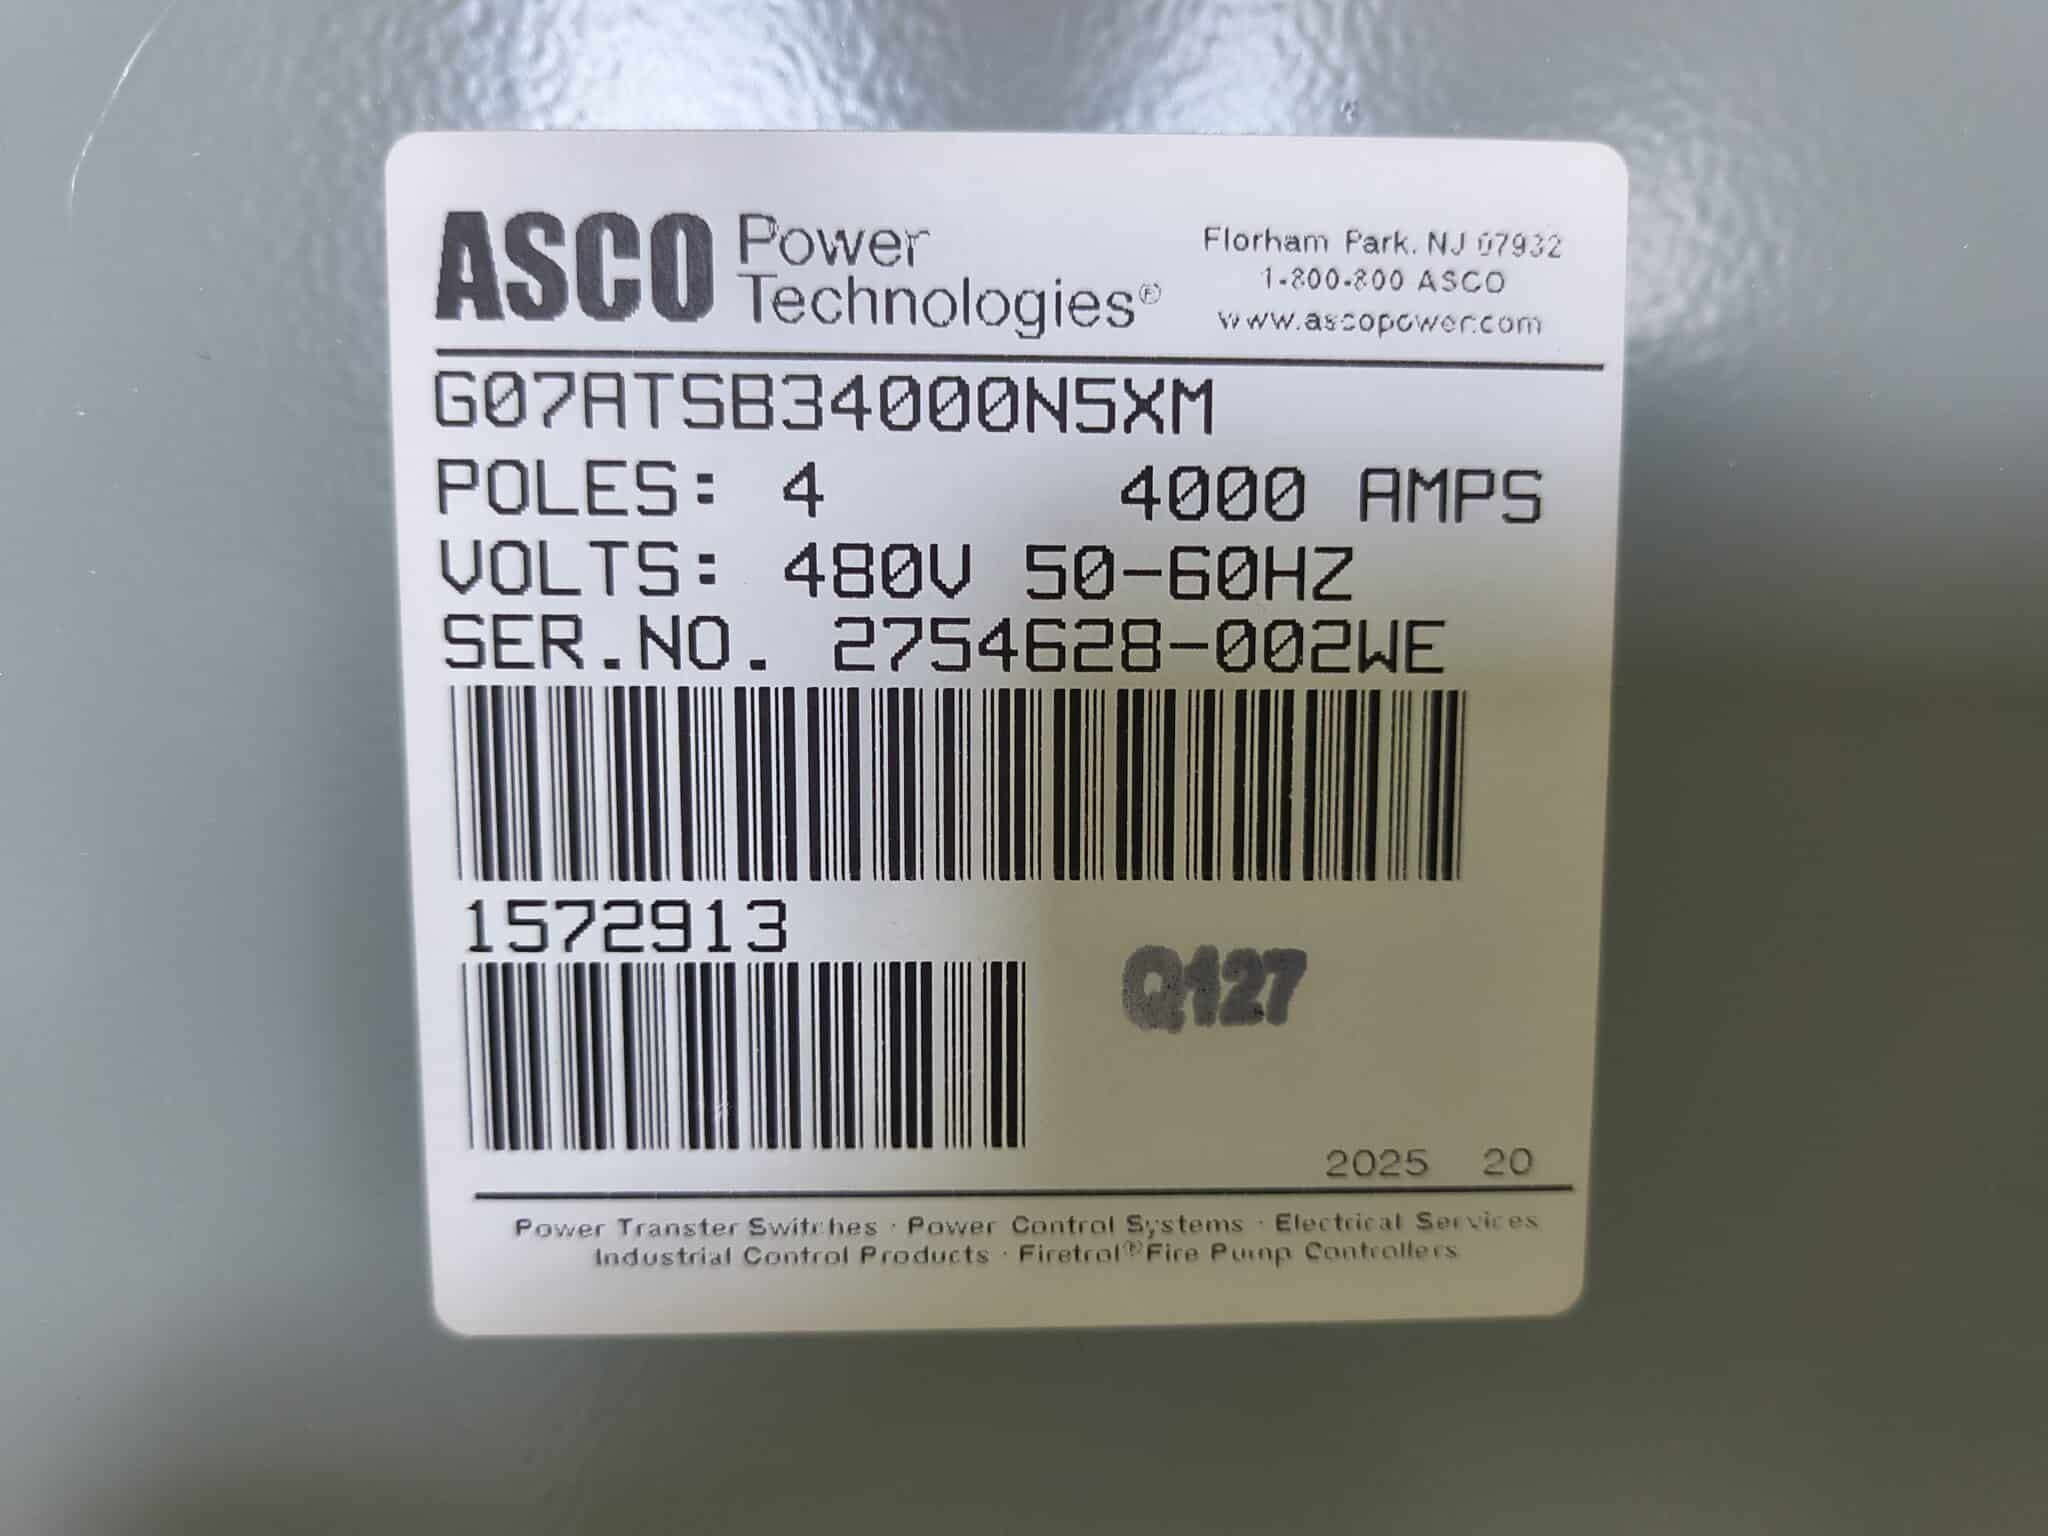 ASCO Power Technologies®
Florham Park, NJ 07932
1-800-800 ASCO
www.ascopower.com
G07ATSB34000N5XM
POLES: 4 4000 AMPS
VOLTS: 480V 50-60HZ
SER.NO. 2754628-002WE
1572913
Q127
2025 20
Power Transfer Switches · Power Control Systems · Electrical Services
Industrial Control Products · Firetrol® Fire Pump Controllers